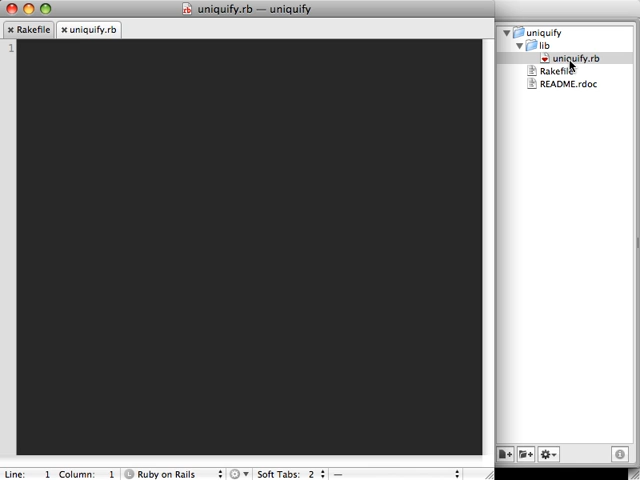 uniquify.rb — uniquify
Rakefile
uniquify.rb
1
uniquify
lib
uniquify.rb
Rakefile
README.rdoc
Line: 1 Column: 1 Ruby on Rails Soft Tabs: 2 —